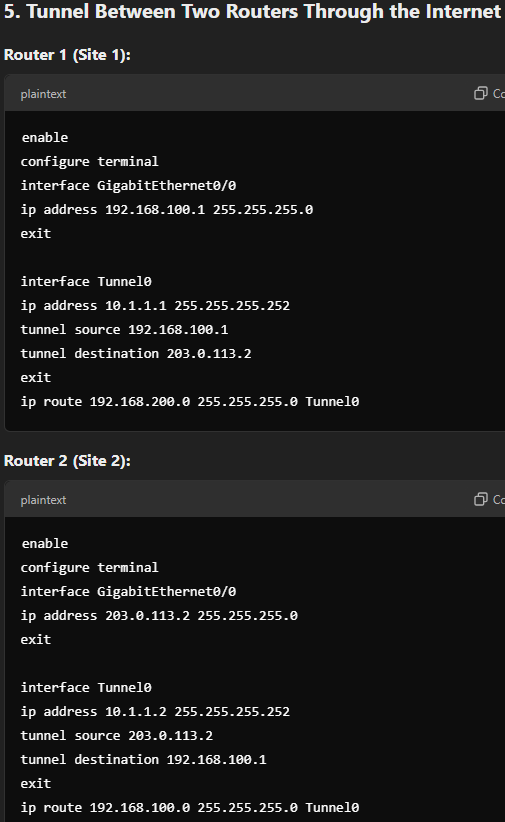 5. Tunnel Between Two Routers Through the Internet
Router 1 (Site 1):
plaintext
enable
configure terminal
interface GigabitEthernet0/0
ip address 192.168.100.1 255.255.255.0
exit
interface Tunnel0
ip address 10.1.1.1 255.255.255.252
tunnel source 192.168.100.1
tunnel destination 203.0.113.2
exit
ip route 192.168.200.0 255.255.255.0 Tunnel0
Router 2 (Site 2):
plaintext
enable
configure terminal
interface GigabitEthernet0/0
ip address 203.0.113.2 255.255.255.0
exit
interface Tunnel0
ip address 10.1.1.2 255.255.255.252
tunnel source 203.0.113.2
tunnel destination 192.168.100.1
exit
ip route 192.168.100.0 255.255.255.0 Tunnel0